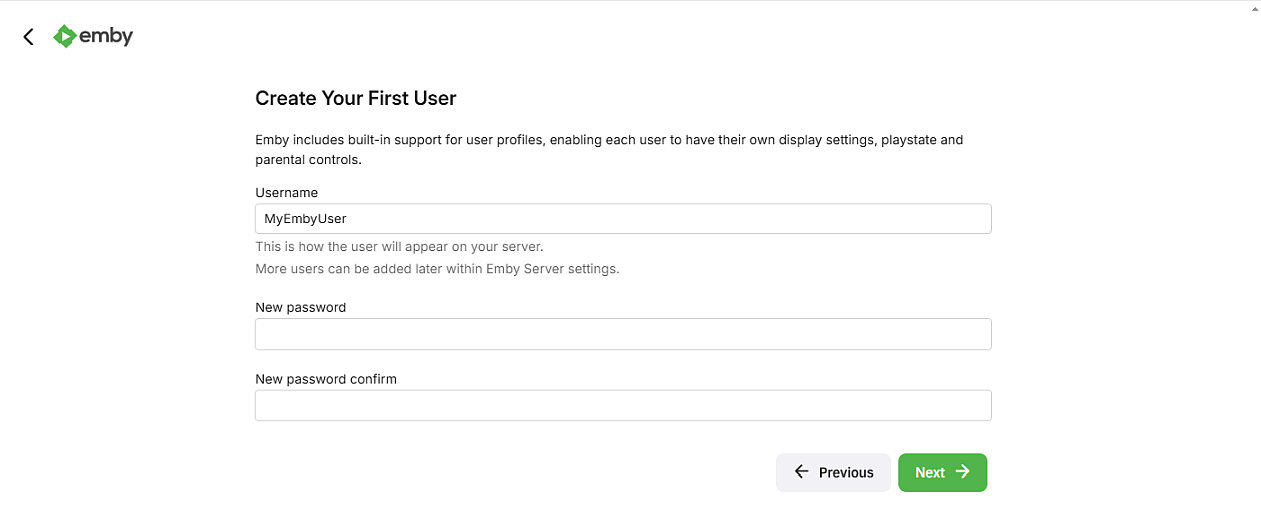 emby
Create Your First User
Emby includes built-in support for user profiles, enabling each user to have their own display settings, playstate and
parental controls.
Username
MyEmbyUser
This is how the user will appear on your server.
More users can be added later within Emby Server settings.
New password
New password confirm
Previous
Next